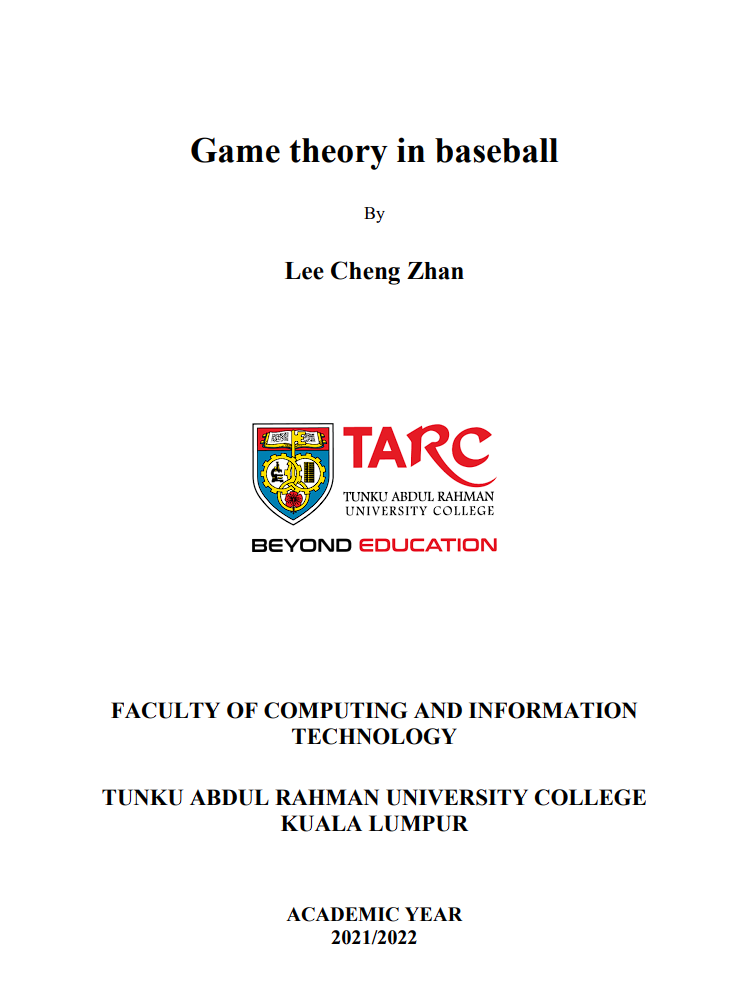 Game theory in baseball
By
Lee Cheng Zhan
TARC
TUNKU ABDUL RAHMAN
UNIVERSITY COLLEGE
BEYOND EDUCATION
FACULTY OF COMPUTING AND INFORMATION
TECHNOLOGY
TUNKU ABDUL RAHMAN UNIVERSITY COLLEGE
KUALA LUMPUR
ACADEMIC YEAR
2021/2022